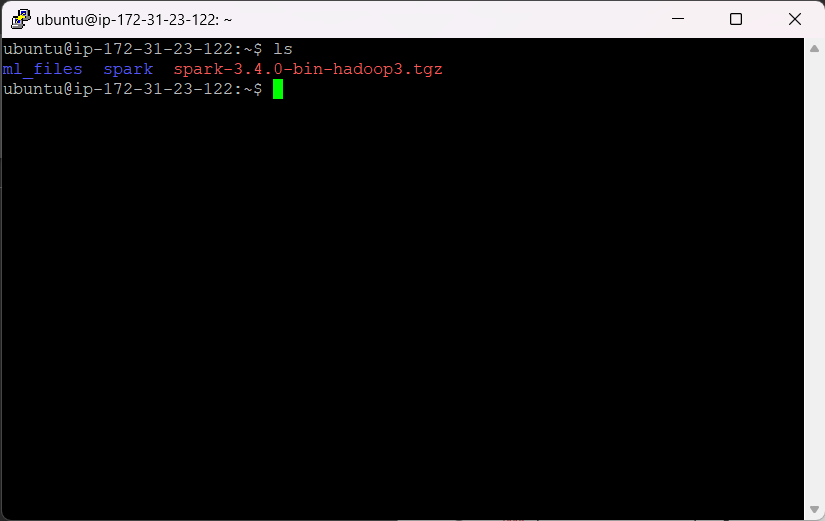 ubuntu@ip-172-31-23-122: ~
ubuntu@ip-172-31-23-122:~$ ls
ml_files  spark  spark-3.4.0-bin-hadoop3.tgz
ubuntu@ip-172-31-23-122:~$